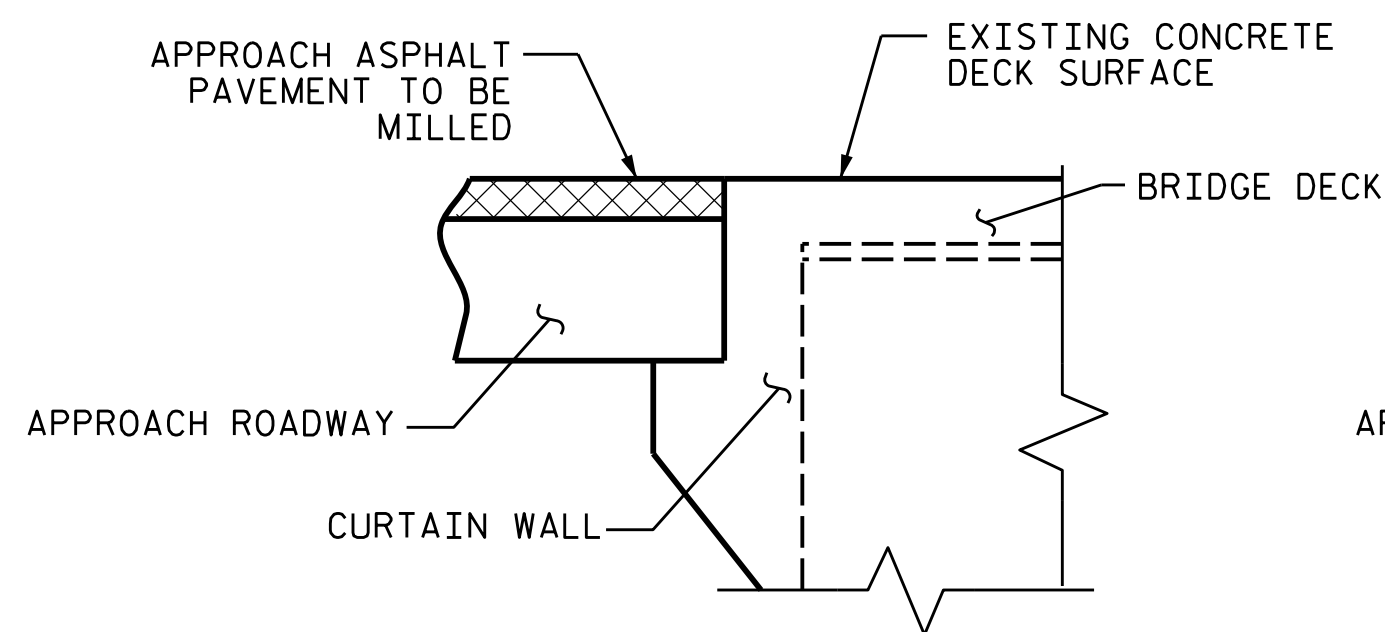 APPROACH ASPHALT
PAVEMENT TO BE
MILLED
EXISTING CONCRETE
DECK SURFACE
BRIDGE DECK
APPROACH ROADWAY
CURTAIN WALL